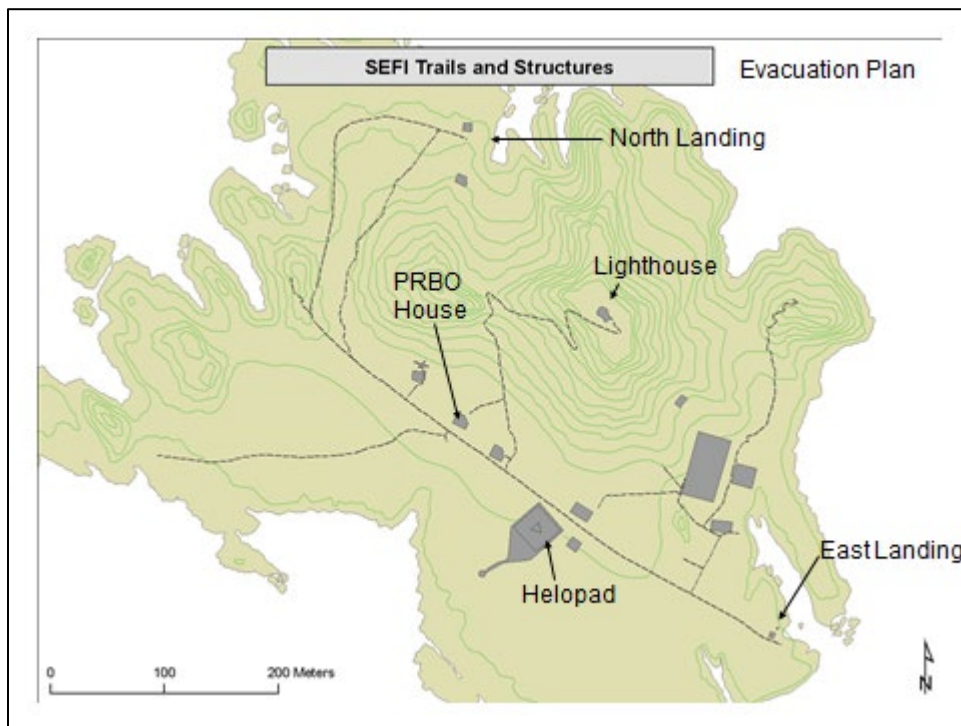 SEFI Trails and Structures
Evacuation Plan
North Landing
Lighthouse
PRBO
House
East Landing
Helopad
0 100 200 Meters
N